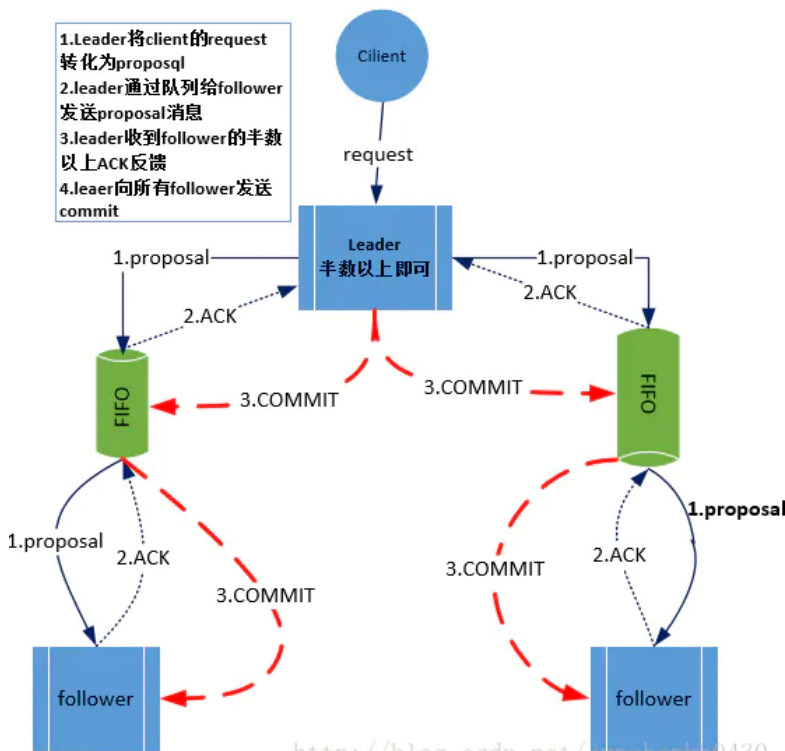 1.Leader将client的request
转化为proposql
2.leader通过队列给follower
发送proposal消息
3.leader收到follower的半数
以上ACK反馈
4.leaer向所有follower发送
commit
Cilient
request
Leader
半数以上即可
1.proposal
1.proposal
2.ACK
2.ACK
FIFO
FIFO
3.COMMIT
3.COMMIT
1.proposal
2.ACK
3.COMMIT
1.proposal
2.ACK
3.COMMIT
follower
follower